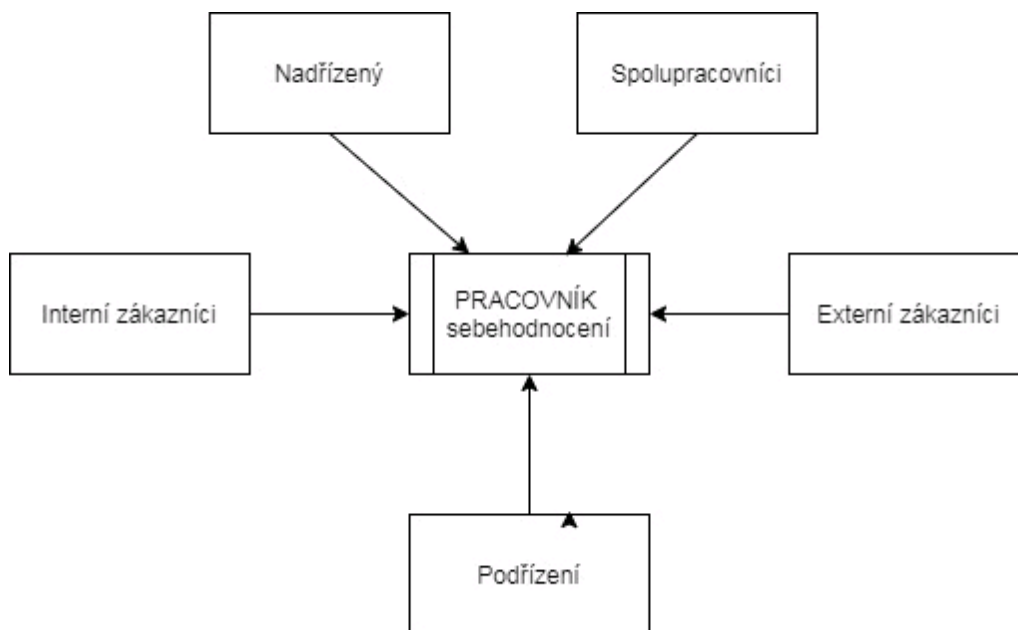 Nadřízený
Spolupracovníci
Interní zákazníci
PRACOVNÍK
sebehodnocení
Externí zákazníci
Podřízení